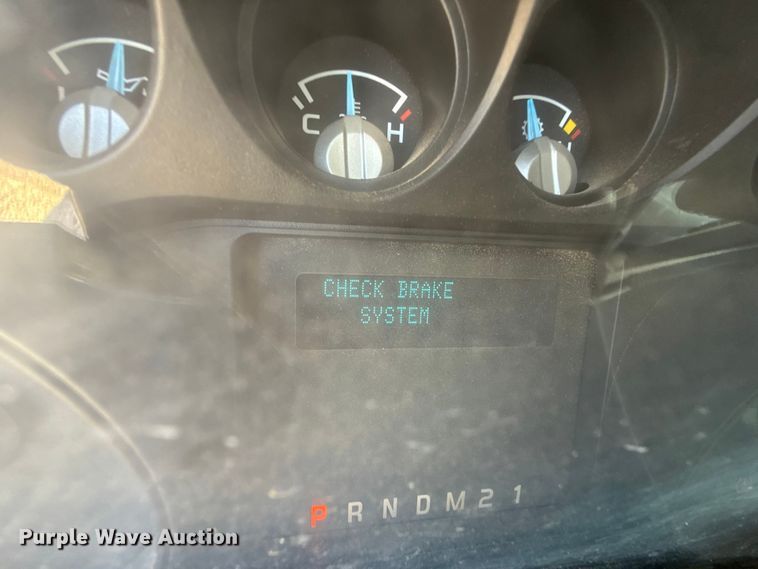 C H
CHECK BRAKE
SYSTEM
P R N D M 2 1
Purple Wave Auction